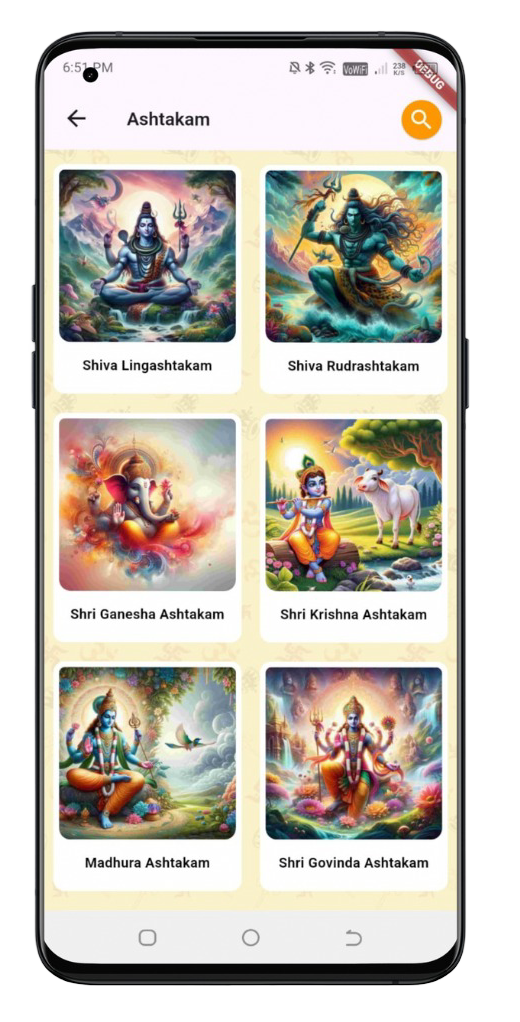 6:51 PM
VoWiFi
238
K/S
DEBUG
Ashtakam
Shiva Lingashtakam
Shiva Rudrashtakam
Shri Ganesha Ashtakam
Shri Krishna Ashtakam
Madhura Ashtakam
Shri Govinda Ashtakam